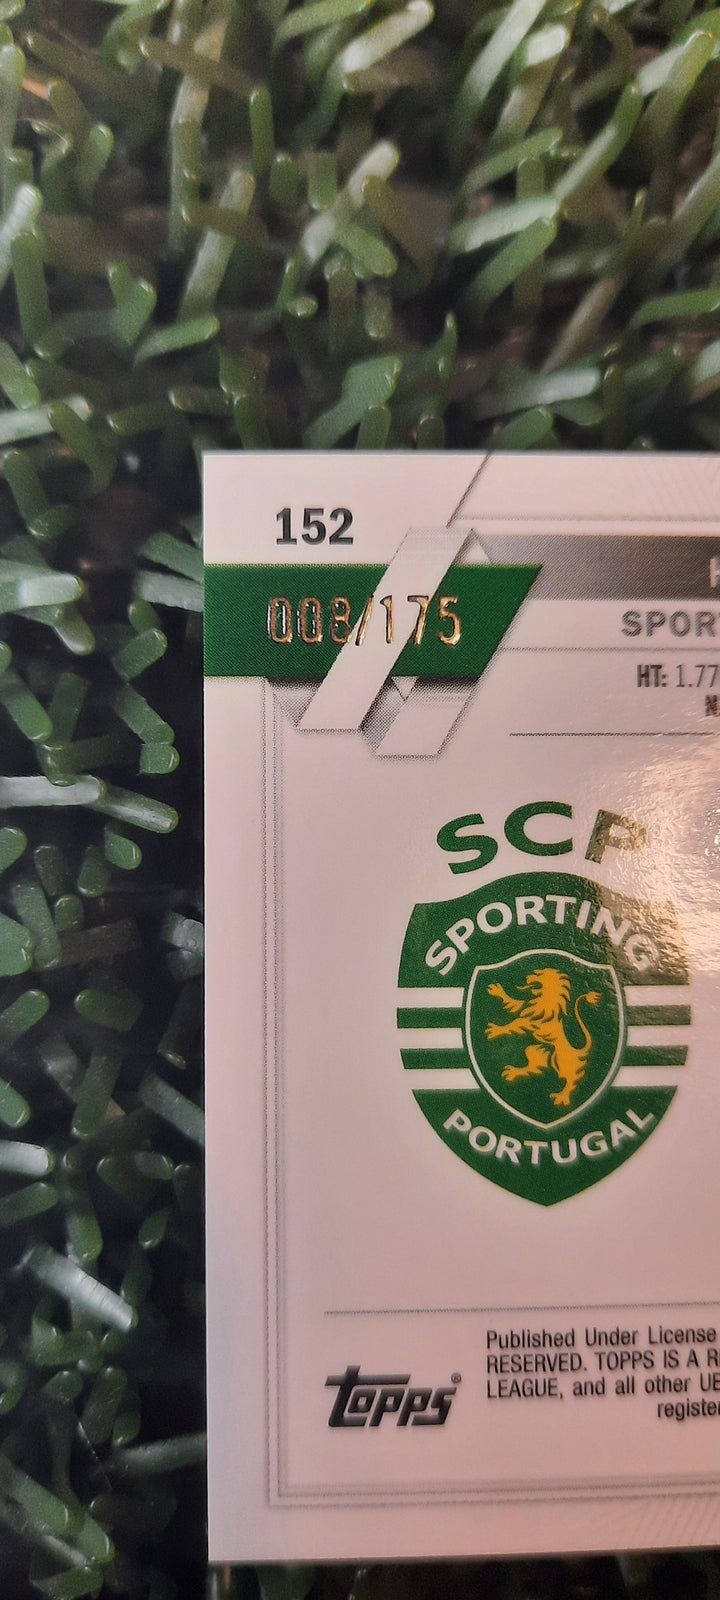 152
008/175
H
SPORT
HT: 1.77
N
SCP
SPORTING
PORTUGAL
Published Under License
RESERVED. TOPPS IS A R
LEAGUE, and all other UE
register
topps®